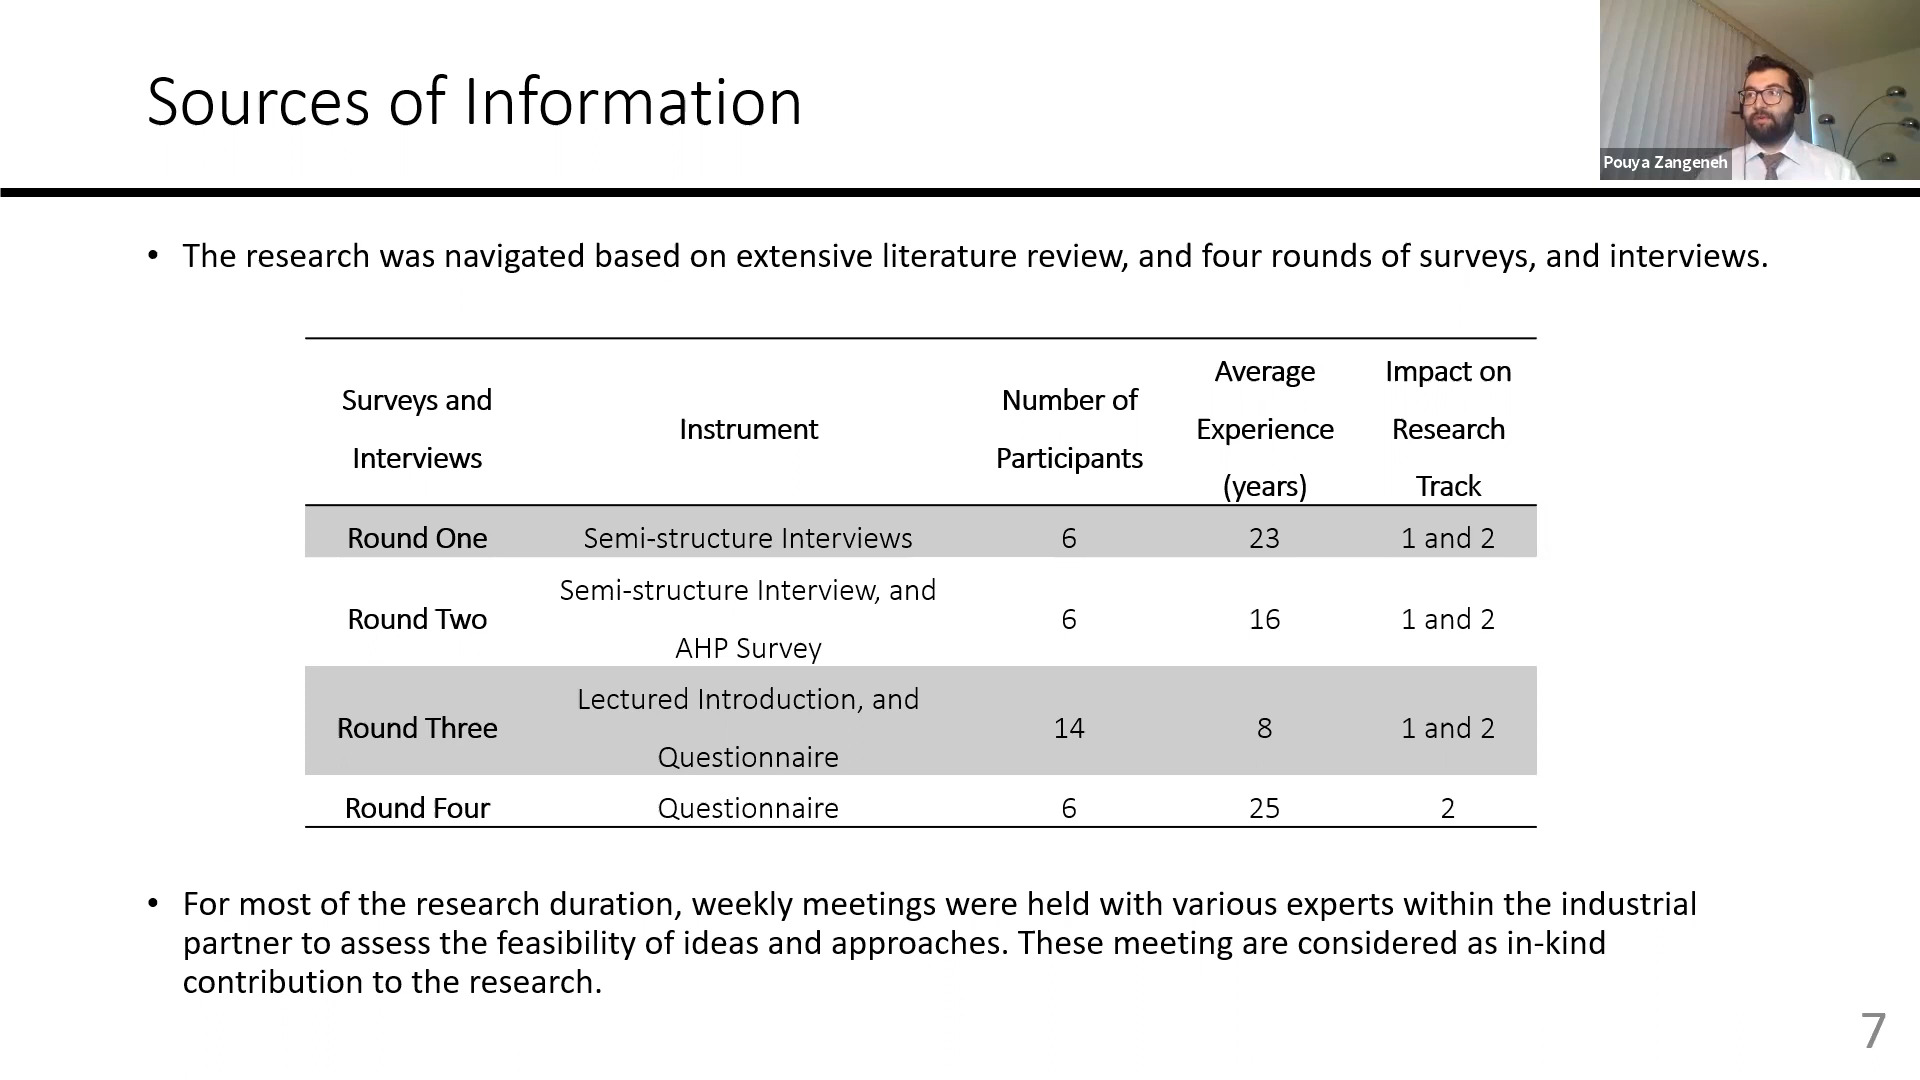 Sources of Information
Pouya Zangeneh
• The research was navigated based on extensive literature review, and four rounds of surveys, and interviews.
Surveys and
Interviews
Instrument
Number of
Participants
Average
Experience
(years)
Impact on
Research
Track
Round One Semi-structure Interviews 6 23 1 and 2
Round Two
Semi-structure Interview, and
AHP Survey
6 16 1 and 2
Round Three
Lectured Introduction, and
Questionnaire
14 8 1 and 2
Round Four Questionnaire 6 25 2
• For most of the research duration, weekly meetings were held with various experts within the industrial
partner to assess the feasibility of ideas and approaches. These meeting are considered as in-kind
contribution to the research.
7